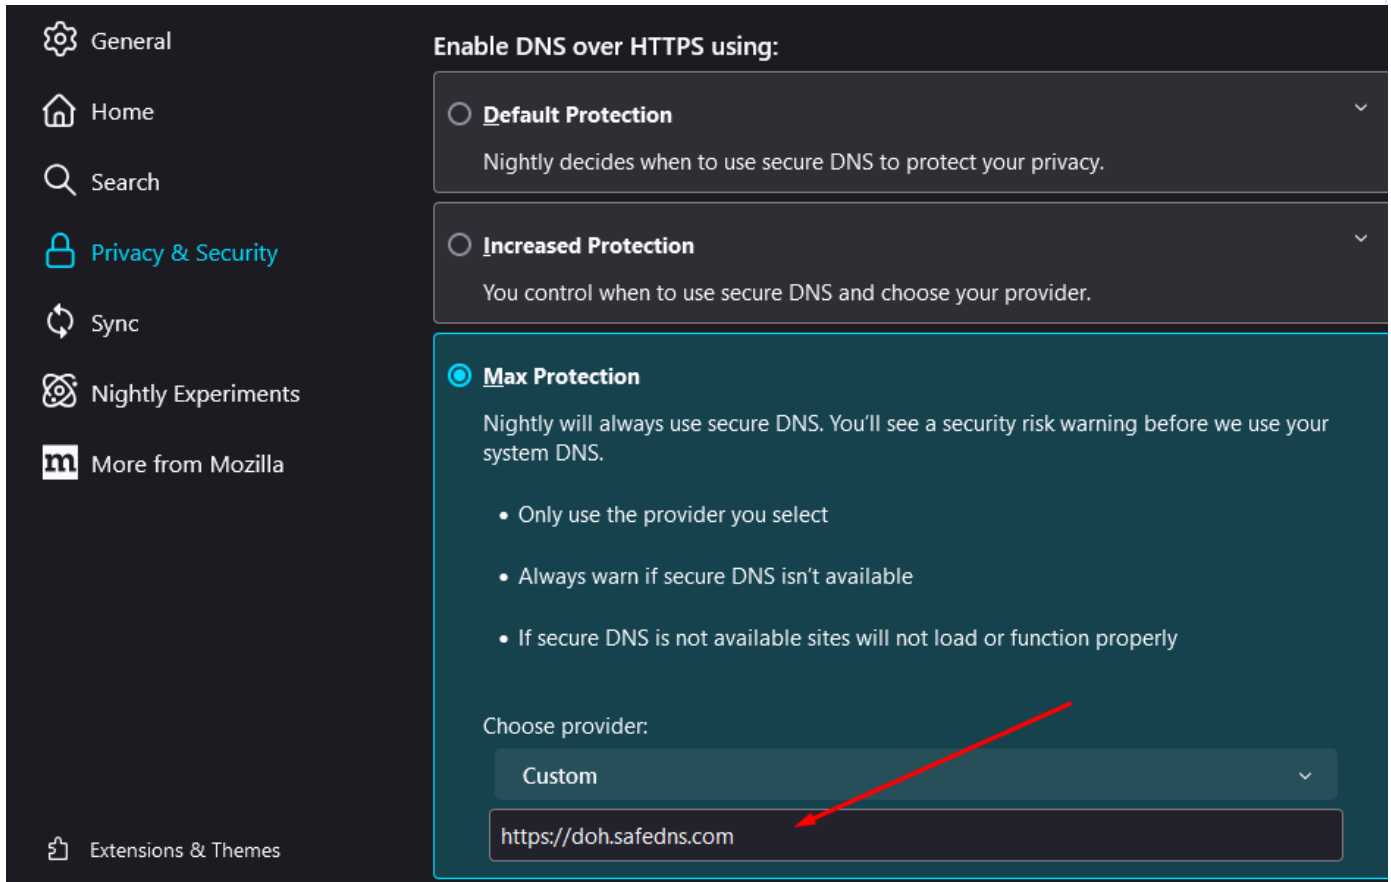 General
Home
Search
Privacy & Security
Sync
Nightly Experiments
m
More from Mozilla
Extensions & Themes
Enable DNS over HTTPS using:
Default Protection
Nightly decides when to use secure DNS to protect your privacy.
Increased Protection
You control when to use secure DNS and choose your provider.
Max Protection
Nightly will always use secure DNS. You’ll see a security risk warning before we use your
system DNS.
• Only use the provider you select
• Always warn if secure DNS isn’t available
• If secure DNS is not available sites will not load or function properly
Choose provider:
Custom
https://doh.safedns.com